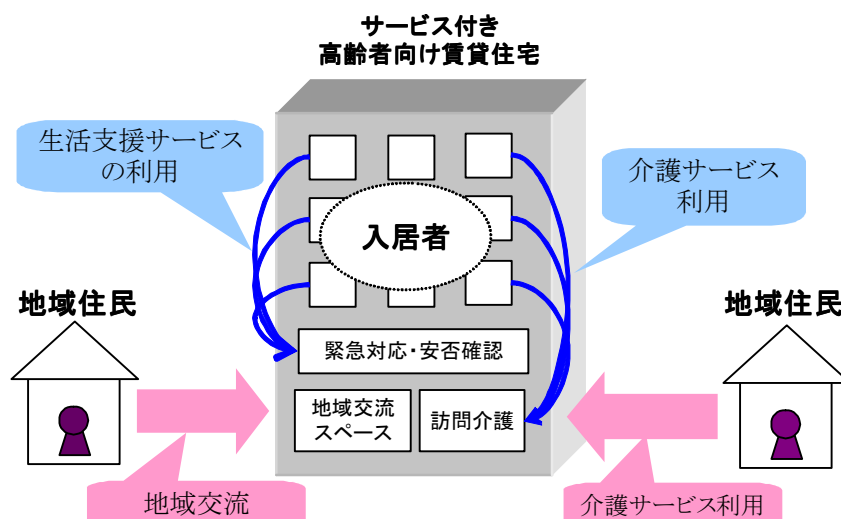 サービス付き
高齢者向け賃貸住宅
生活支援サービス
の利用
介護サービス
利用
入居者
地域住民
地域住民
緊急対応・安否確認
地域交流
スペース
訪問介護
地域交流
介護サービス利用